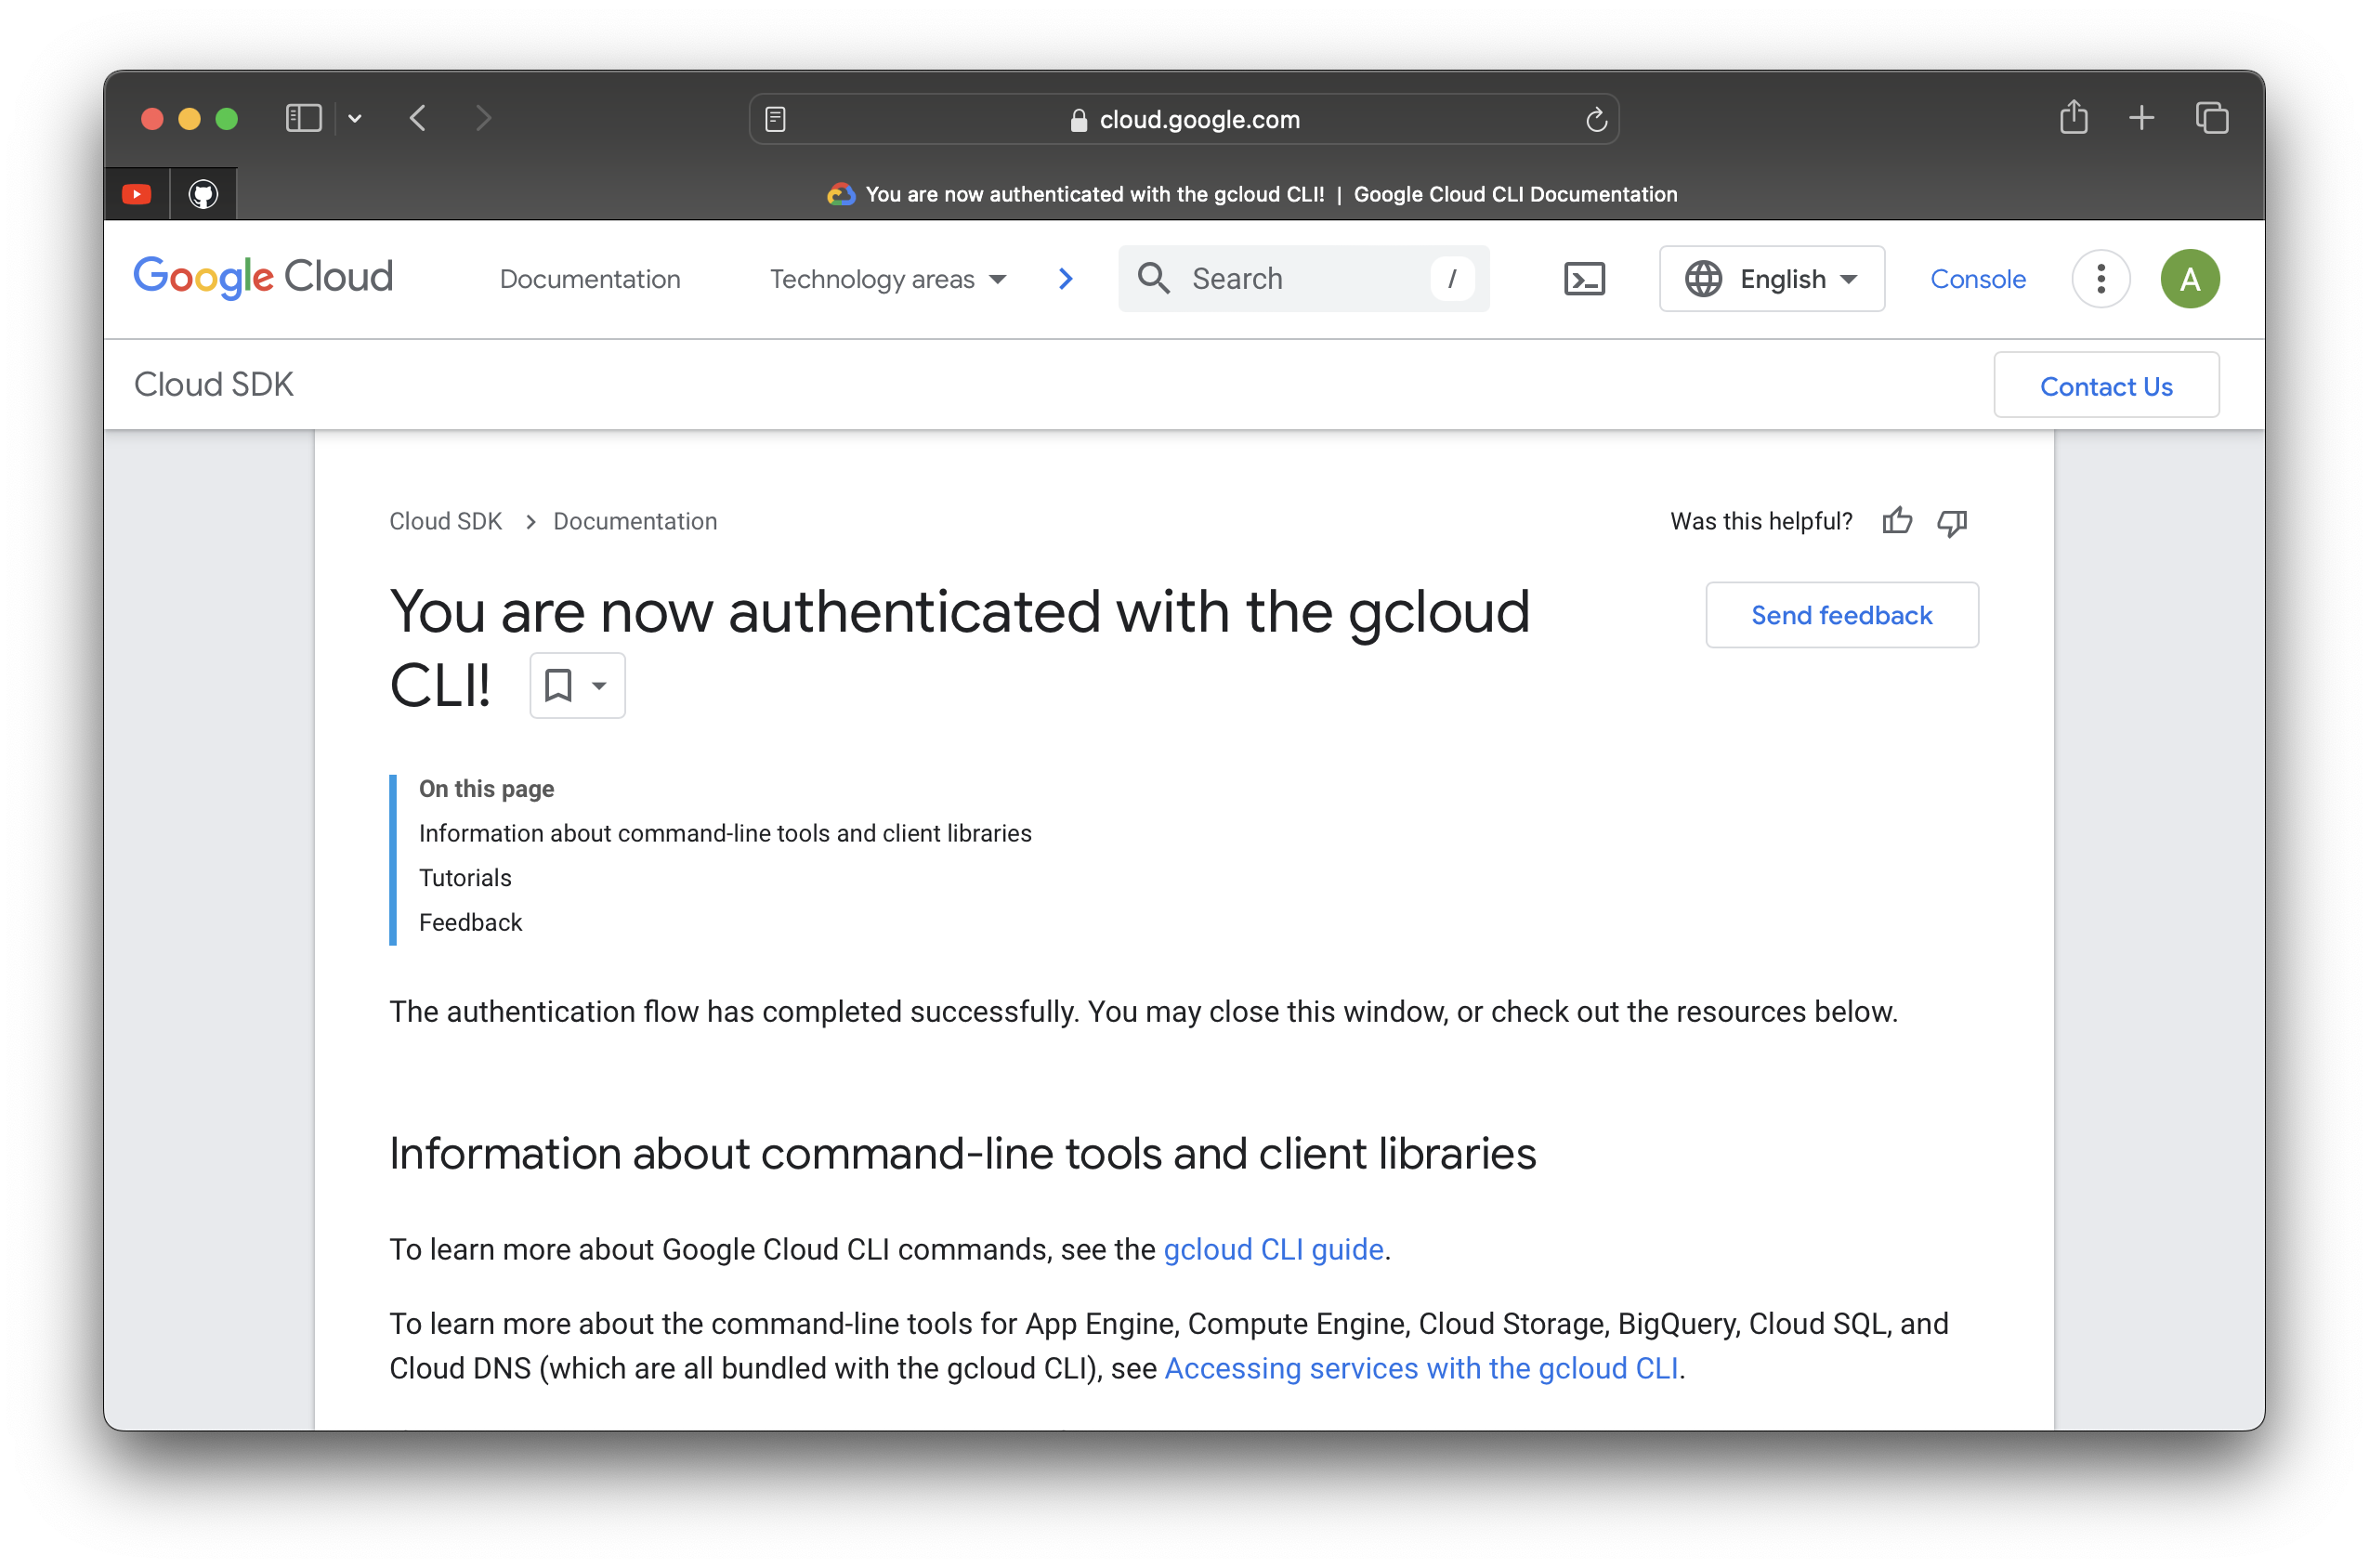 cloud.google.com
You are now authenticated with the gcloud CLI! | Google Cloud CLI Documentation
Google Cloud
Documentation
Technology areas
Search
/
English
Console
A
Cloud SDK
Contact Us
Cloud SDK > Documentation
Was this helpful?
You are now authenticated with the gcloud
CLI!
Send feedback
On this page
Information about command-line tools and client libraries
Tutorials
Feedback
The authentication flow has completed successfully. You may close this window, or check out the resources below.
Information about command-line tools and client libraries
To learn more about Google Cloud CLI commands, see the gcloud CLI guide.
To learn more about the command-line tools for App Engine, Compute Engine, Cloud Storage, BigQuery, Cloud SQL, and
Cloud DNS (which are all bundled with the gcloud CLI), see Accessing services with the gcloud CLI.